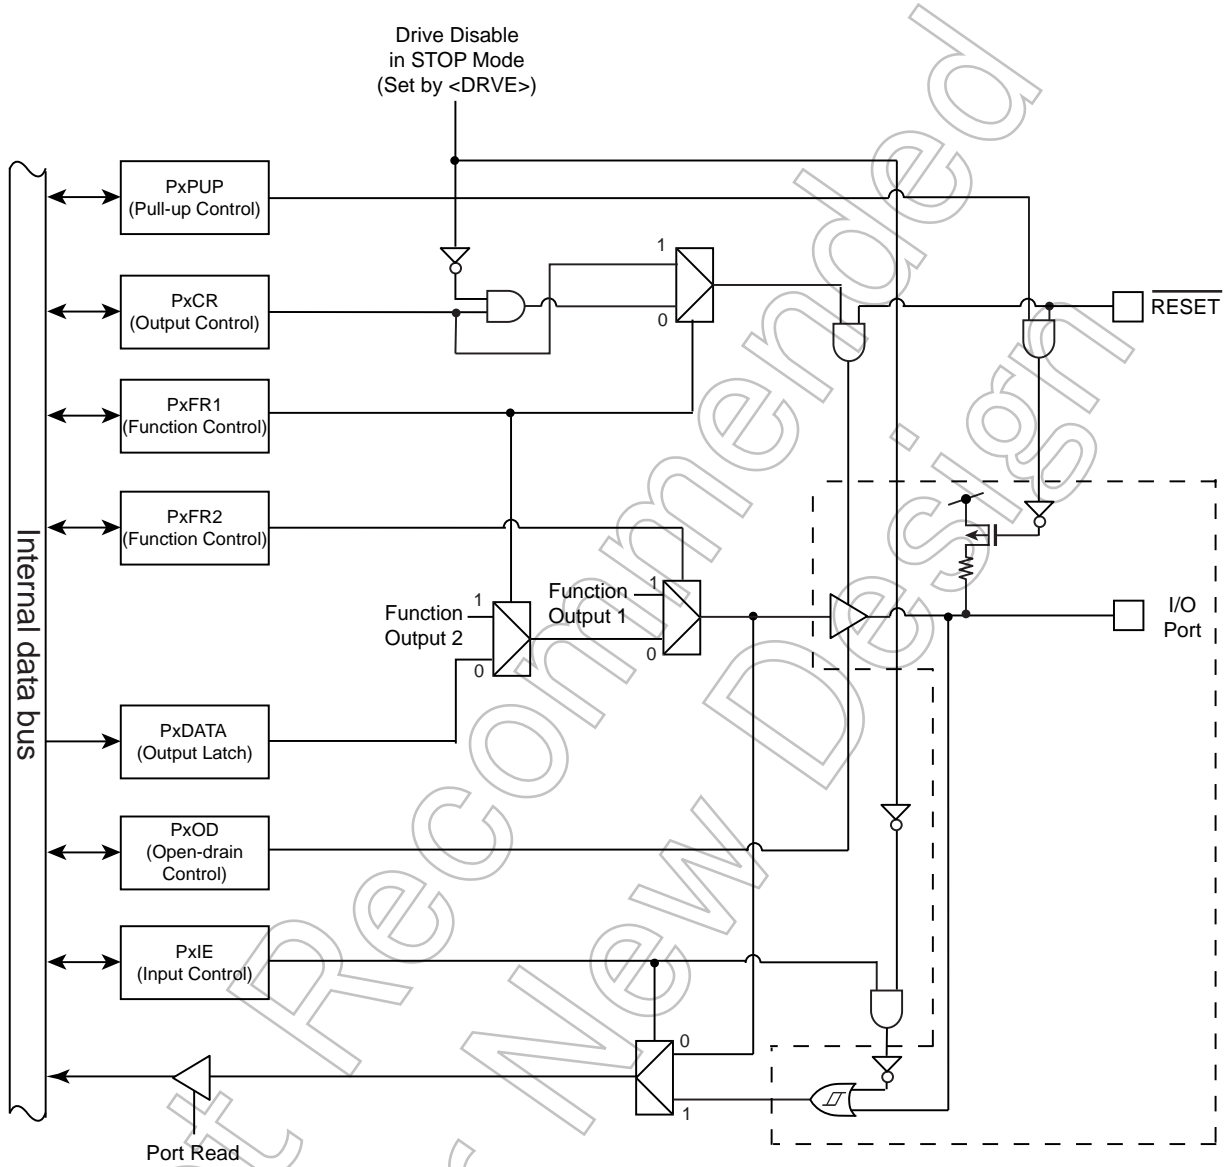 Drive Disable
in STOP Mode
(Set by <DRVE>)
PxPUP
(Pull-up Control)
1
PxCR
(Output Control)
0
RESET
PxFR1
(Function Control)
PxFR2
(Function Control)
Internal data bus
Function
Output 1
1
0
Function
Output 2
1
0
I/O
Port
PxDATA
(Output Latch)
PxOD
(Open-drain
Control)
PxIE
(Input Control)
0
1
Port Read
Recommended
New Design